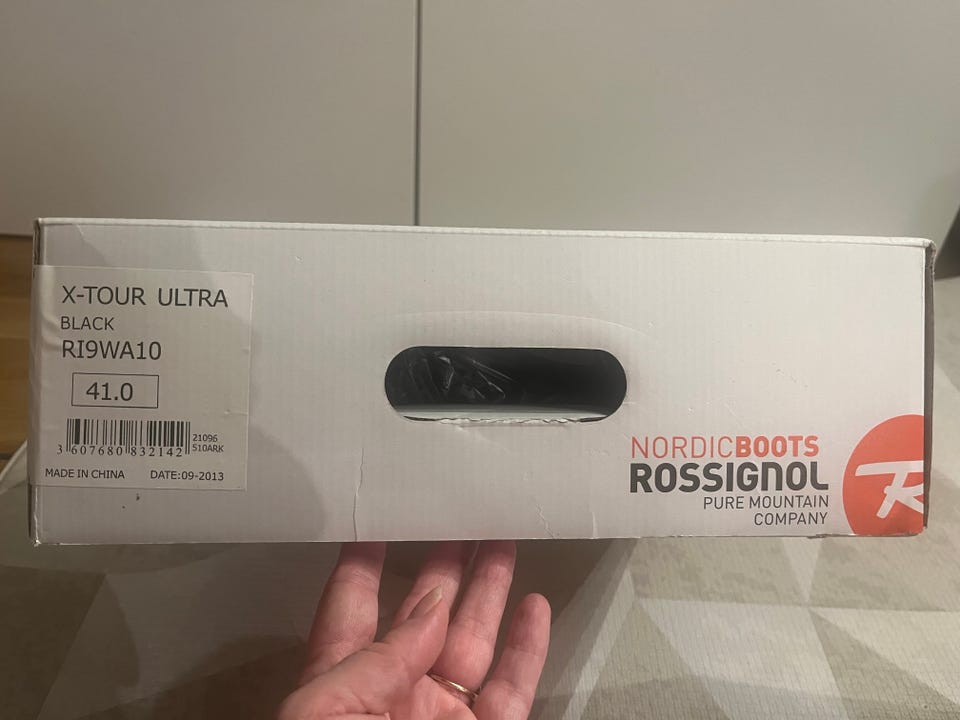 X-TOUR ULTRA
BLACK
RI9WA10
41.0
21096
510ARK
3 607680 832142
MADE IN CHINA DATE:09-2013
NORDICBOOTS
ROSSIGNOL
PURE MOUNTAIN
COMPANY
R